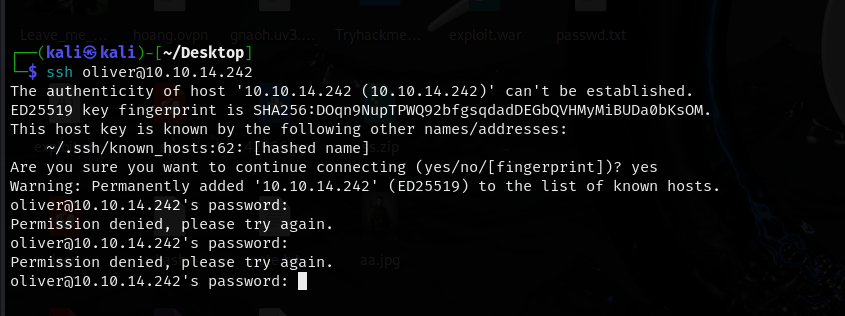 Leave_me_... hoang.ovpn gnaoh.uv3.... Tryhackme... exploit.war passwd.txt
┌──(kali㉿kali)-[~/Desktop]
└─$ ssh oliver@10.10.14.242
The authenticity of host '10.10.14.242 (10.10.14.242)' can't be established.
ED25519 key fingerprint is SHA256:DOqn9NupTPWQ92bfgsqdadDEGbQVHMyMiBUDa0bKsOM.
This host key is known by the following other names/addresses:
    ~/.ssh/known_hosts:62: [hashed name]
Are you sure you want to continue connecting (yes/no/[fingerprint])? yes
Warning: Permanently added '10.10.14.242' (ED25519) to the list of known hosts.
oliver@10.10.14.242's password:
Permission denied, please try again.
oliver@10.10.14.242's password:
Permission denied, please try again.
aa.jpg
oliver@10.10.14.242's password: